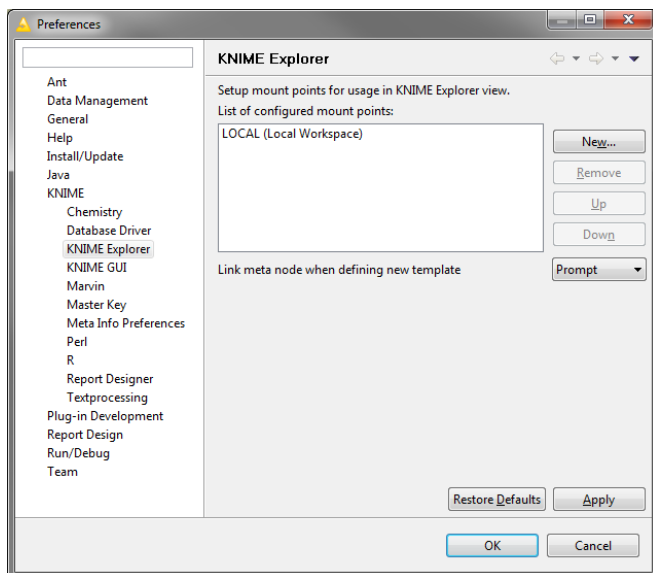 Preferences
Ant
Data Management
General
Help
Install/Update
Java
KNIME
Chemistry
Database Driver
KNIME Explorer
KNIME GUI
Marvin
Master Key
Meta Info Preferences
Perl
R
Report Designer
Textprocessing
Plug-in Development
Report Design
Run/Debug
Team
KNIME Explorer
Setup mount points for usage in KNIME Explorer view.
List of configured mount points:
LOCAL (Local Workspace)
New...
Remove
Up
Down
Link meta node when defining new template
Prompt
Restore Defaults
Apply
OK
Cancel